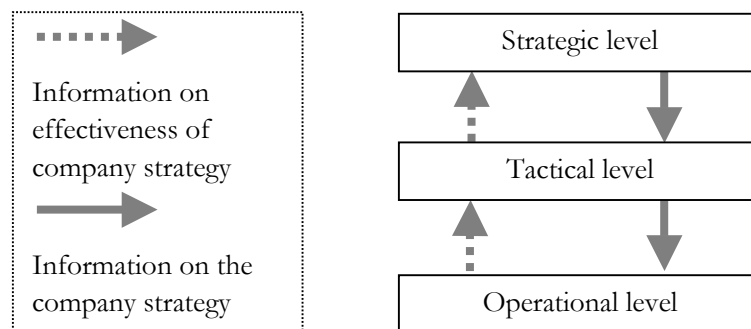 Information on
effectiveness of
company strategy
Information on the
company strategy
Strategic level
Tactical level
Operational level